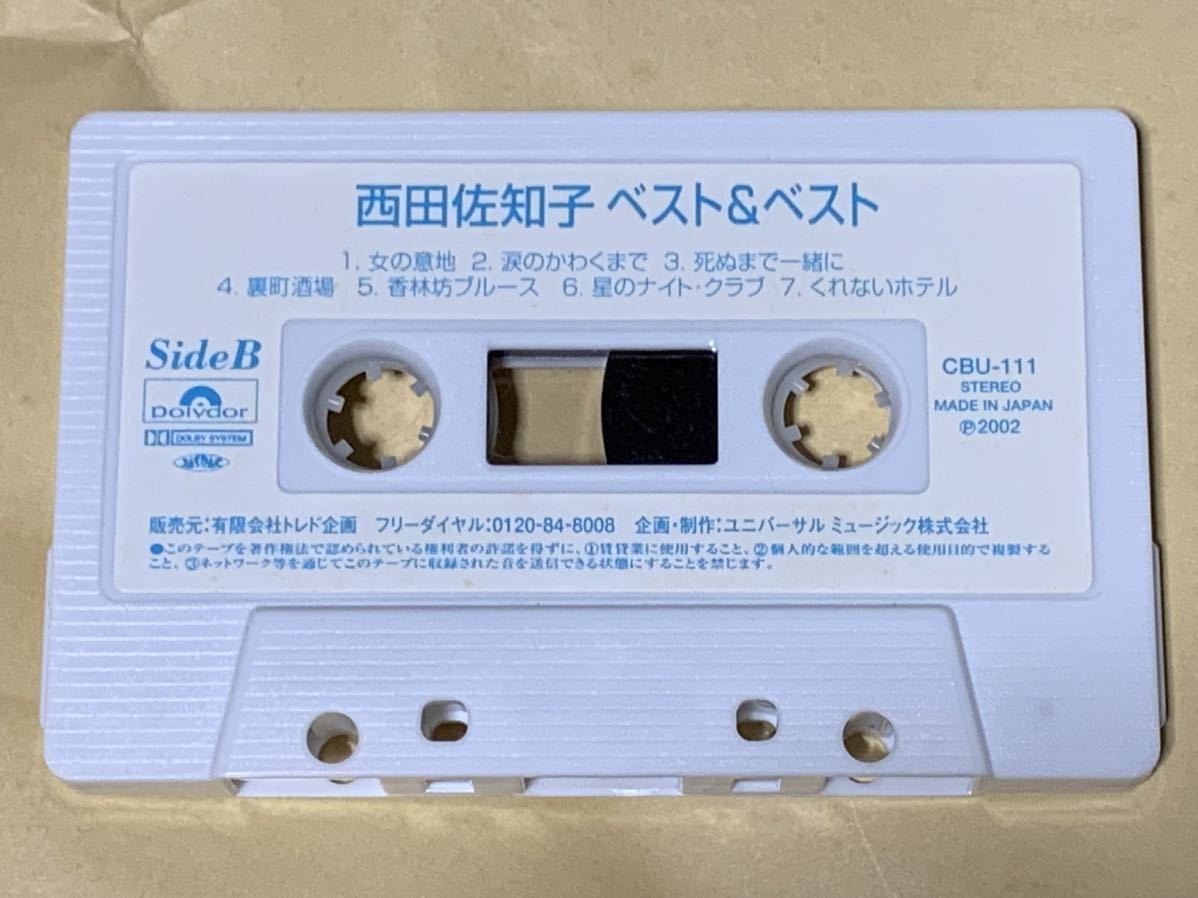 西田佐知子 ベスト&ベスト
1. 女の意地 2. 涙のかわくまで 3. 死ぬまで一緒に
4. 裏町酒場 5. 香林坊ブルース 6. 星のナイト・クラブ 7. くれないホテル
Side B
polydor
DOLBY SYSTEM
JASRAC
CBU-111
STEREO
MADE IN JAPAN
℗2002
販売元:有限会社トレド企画 フリーダイヤル:0120-84-8008 企画・制作:ユニバーサル ミュージック株式会社
●このテープを著作権法で認められている権利者の許諾を得ずに、①賃貸業に使用すること、②個人的な範囲を超える使用目的で複製する
こと、③ネットワーク等を通じてこのテープに収録された音を送信できる状態にすることを禁じます。